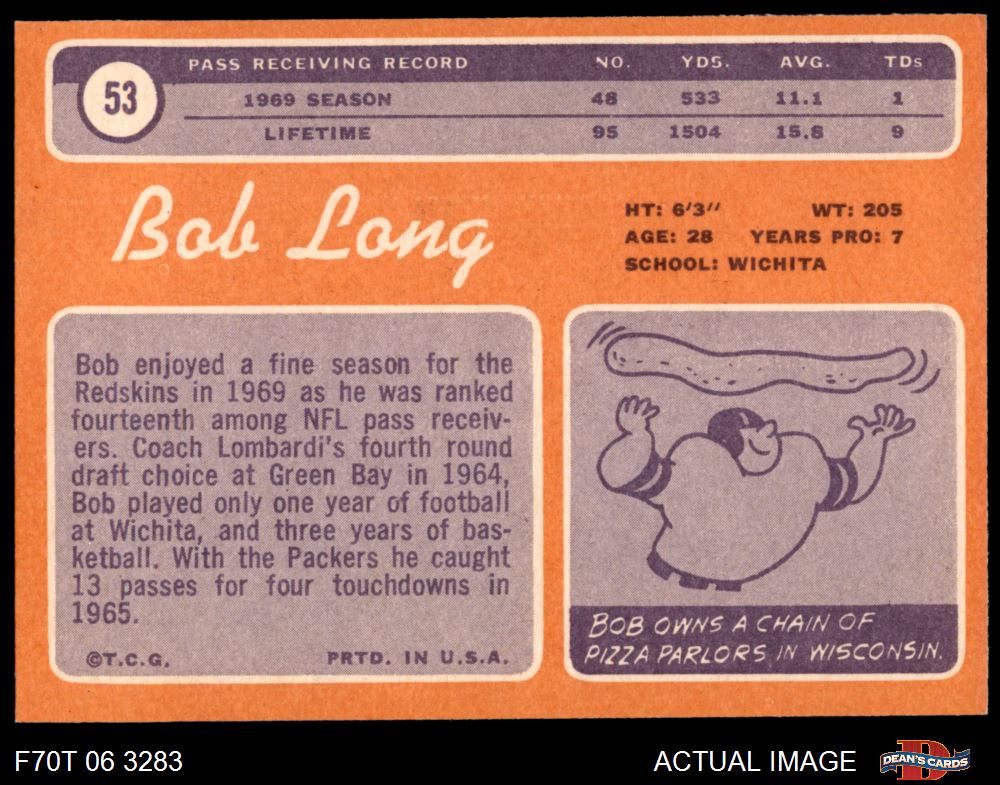 53
PASS RECEIVING RECORD NO. YDS. AVG. TDs
1969 SEASON 48 533 11.1 1
LIFETIME 95 1504 15.8 9
Bob Long
HT: 6'3" WT: 205
AGE: 28 YEARS PRO: 7
SCHOOL: WICHITA
Bob enjoyed a fine season for the
Redskins in 1969 as he was ranked
fourteenth among NFL pass receiv-
ers. Coach Lombardi's fourth round
draft choice at Green Bay in 1964,
Bob played only one year of football
at Wichita, and three years of bas-
ketball. With the Packers he caught
13 passes for four touchdowns in
1965.
©T.C.G. PRTD. IN U.S.A.
BOB OWNS A CHAIN OF
PIZZA PARLORS IN WISCONSIN.
F70T 06 3283 ACTUAL IMAGE
D
DEAN'S CARDS